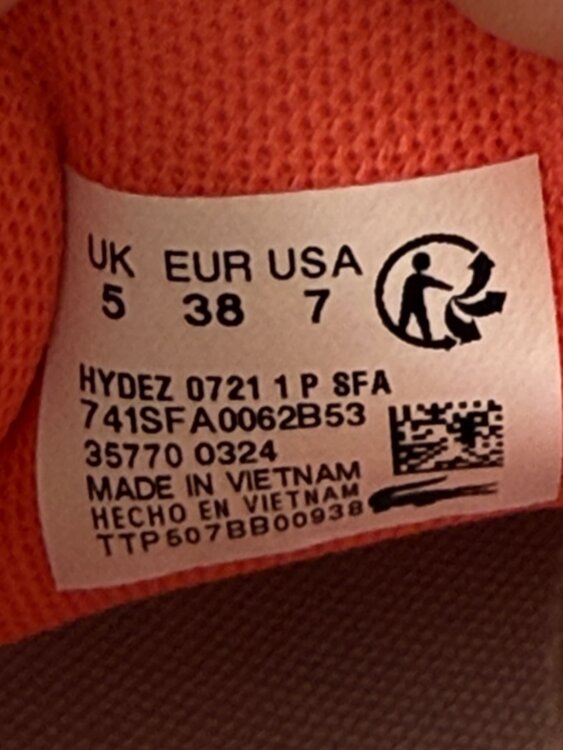 UK EUR USA
5 38 7
HYDEZ 0721 1 P SFA
741SFA0062B53
35770 0324
MADE IN VIETNAM
HECHO EN VIETNAM
TTP507BB00938